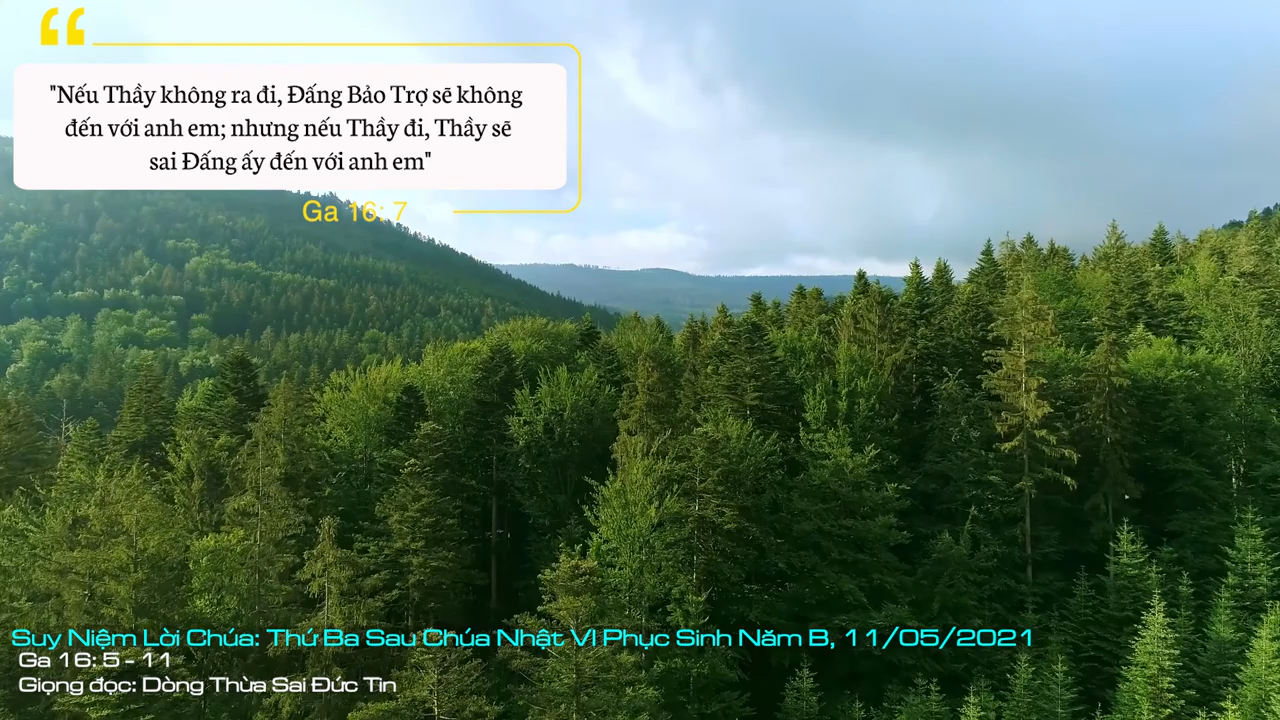 "Nếu Thầy không ra đi, Đấng Bảo Trợ sẽ không
đến với anh em; nhưng nếu Thầy đi, Thầy sẽ
sai Đấng ấy đến với anh em"
Ga 16: 7
Suy Niệm Lời Chúa: Thứ Ba Sau Chúa Nhật VI Phục Sinh Năm B, 11/05/2021
Ga 16: 5 - 11
Giọng đọc: Dòng Thừa Sai Đức Tin